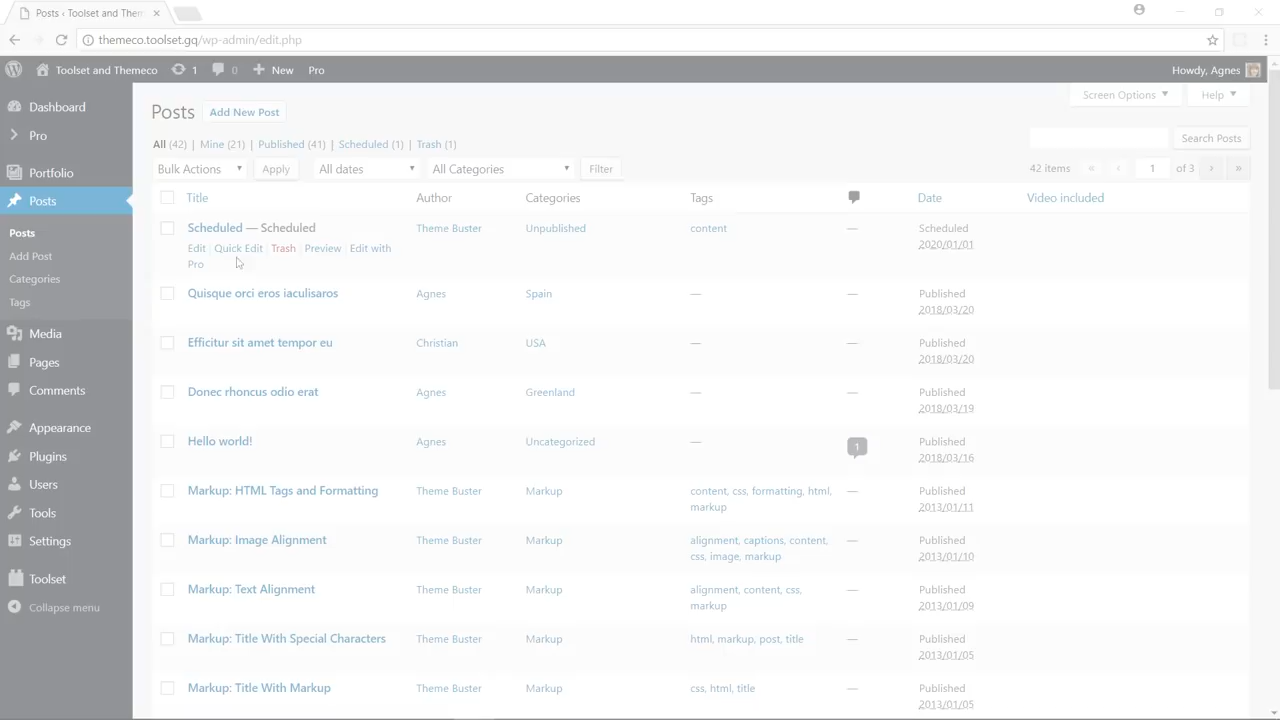 Posts ‹ Toolset and Them
themeco.toolset.gq/wp-admin/edit.php
Toolset and Themeco 1 0 New Pro Howdy, Agnes
Dashboard
Pro
Portfolio
Posts
Posts
Add Post
Categories
Tags
Media
Pages
Comments
Appearance
Plugins
Users
Tools
Settings
Toolset
Collapse menu
Screen Options Help
Posts Add New Post
All (42) | Mine (21) | Published (41) | Scheduled (1) | Trash (1)
Search Posts
Bulk Actions Apply All dates All Categories Filter 42 items « ‹ 1 of 3 › »
Title Author Categories Tags Date Video included
Scheduled — Scheduled Theme Buster Unpublished content — Scheduled
Edit | Quick Edit | Trash | Preview | Edit with 2020/01/01
Pro
Quisque orci eros iaculisaros Agnes Spain — — Published
2018/03/20
Efficitur sit amet tempor eu Christian USA — — Published
2018/03/20
Donec rhoncus odio erat Agnes Greenland — — Published
2018/03/19
Hello world! Agnes Uncategorized — 1 Published
2018/03/16
Markup: HTML Tags and Formatting Theme Buster Markup content, css, formatting, html, — Published
markup 2013/01/11
Markup: Image Alignment Theme Buster Markup alignment, captions, content, — Published
css, image, markup 2013/01/10
Markup: Text Alignment Theme Buster Markup alignment, content, css, — Published
markup 2013/01/09
Markup: Title With Special Characters Theme Buster Markup html, markup, post, title — Published
2013/01/05
Markup: Title With Markup Theme Buster Markup css, html, title — Published
2013/01/05